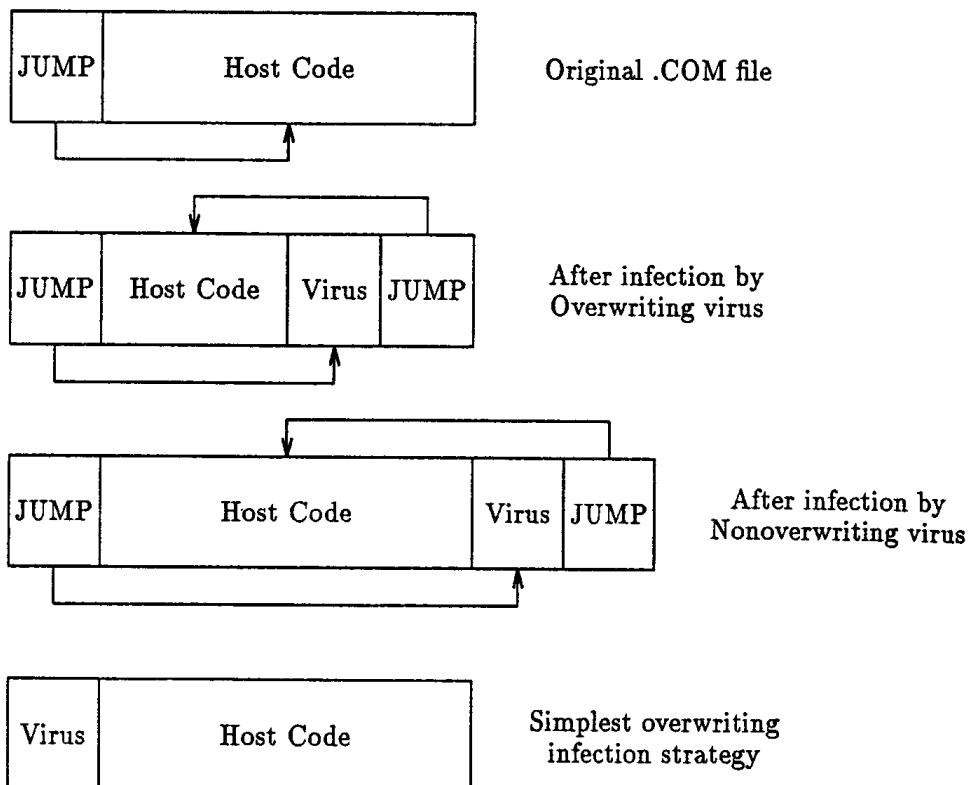 JUMP Host Code Original .COM file
JUMP Host Code Virus JUMP
After infection by
Overwriting virus
JUMP Host Code Virus JUMP
After infection by
Nonoverwriting virus
Virus Host Code
Simplest overwriting
infection strategy